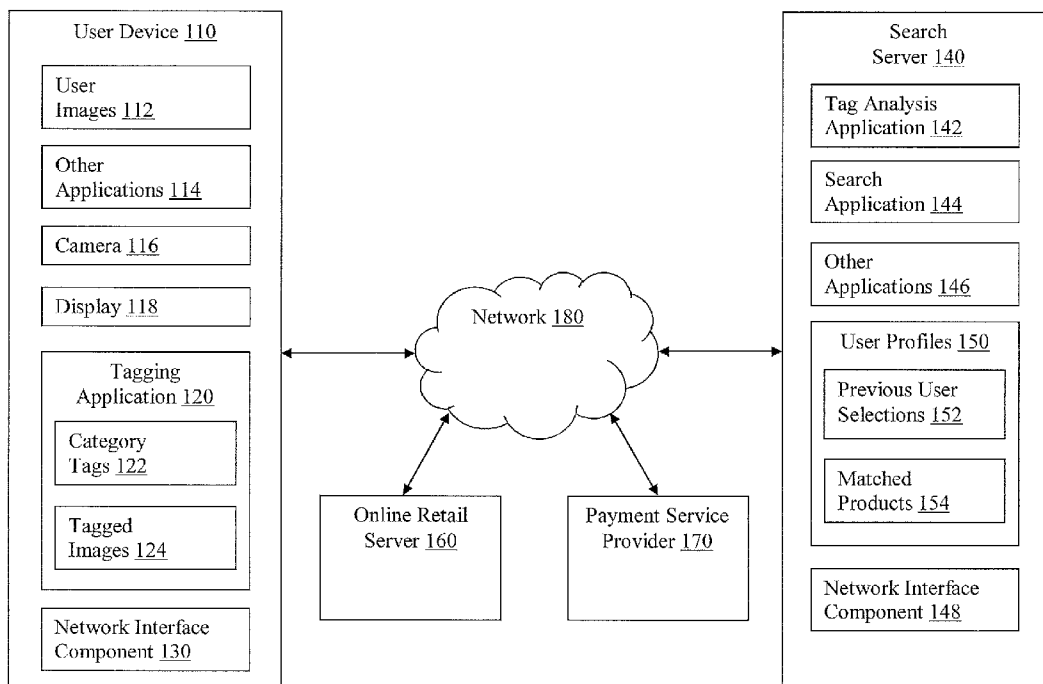 User Device 110
User
Images 112
Other
Applications 114
Camera 116
Display 118
Tagging
Application 120
Category
Tags 122
Tagged
Images 124
Network Interface
Component 130
Network 180
Online Retail
Server 160
Payment Service
Provider 170
Search
Server 140
Tag Analysis
Application 142
Search
Application 144
Other
Applications 146
User Profiles 150
Previous User
Selections 152
Matched
Products 154
Network Interface
Component 148